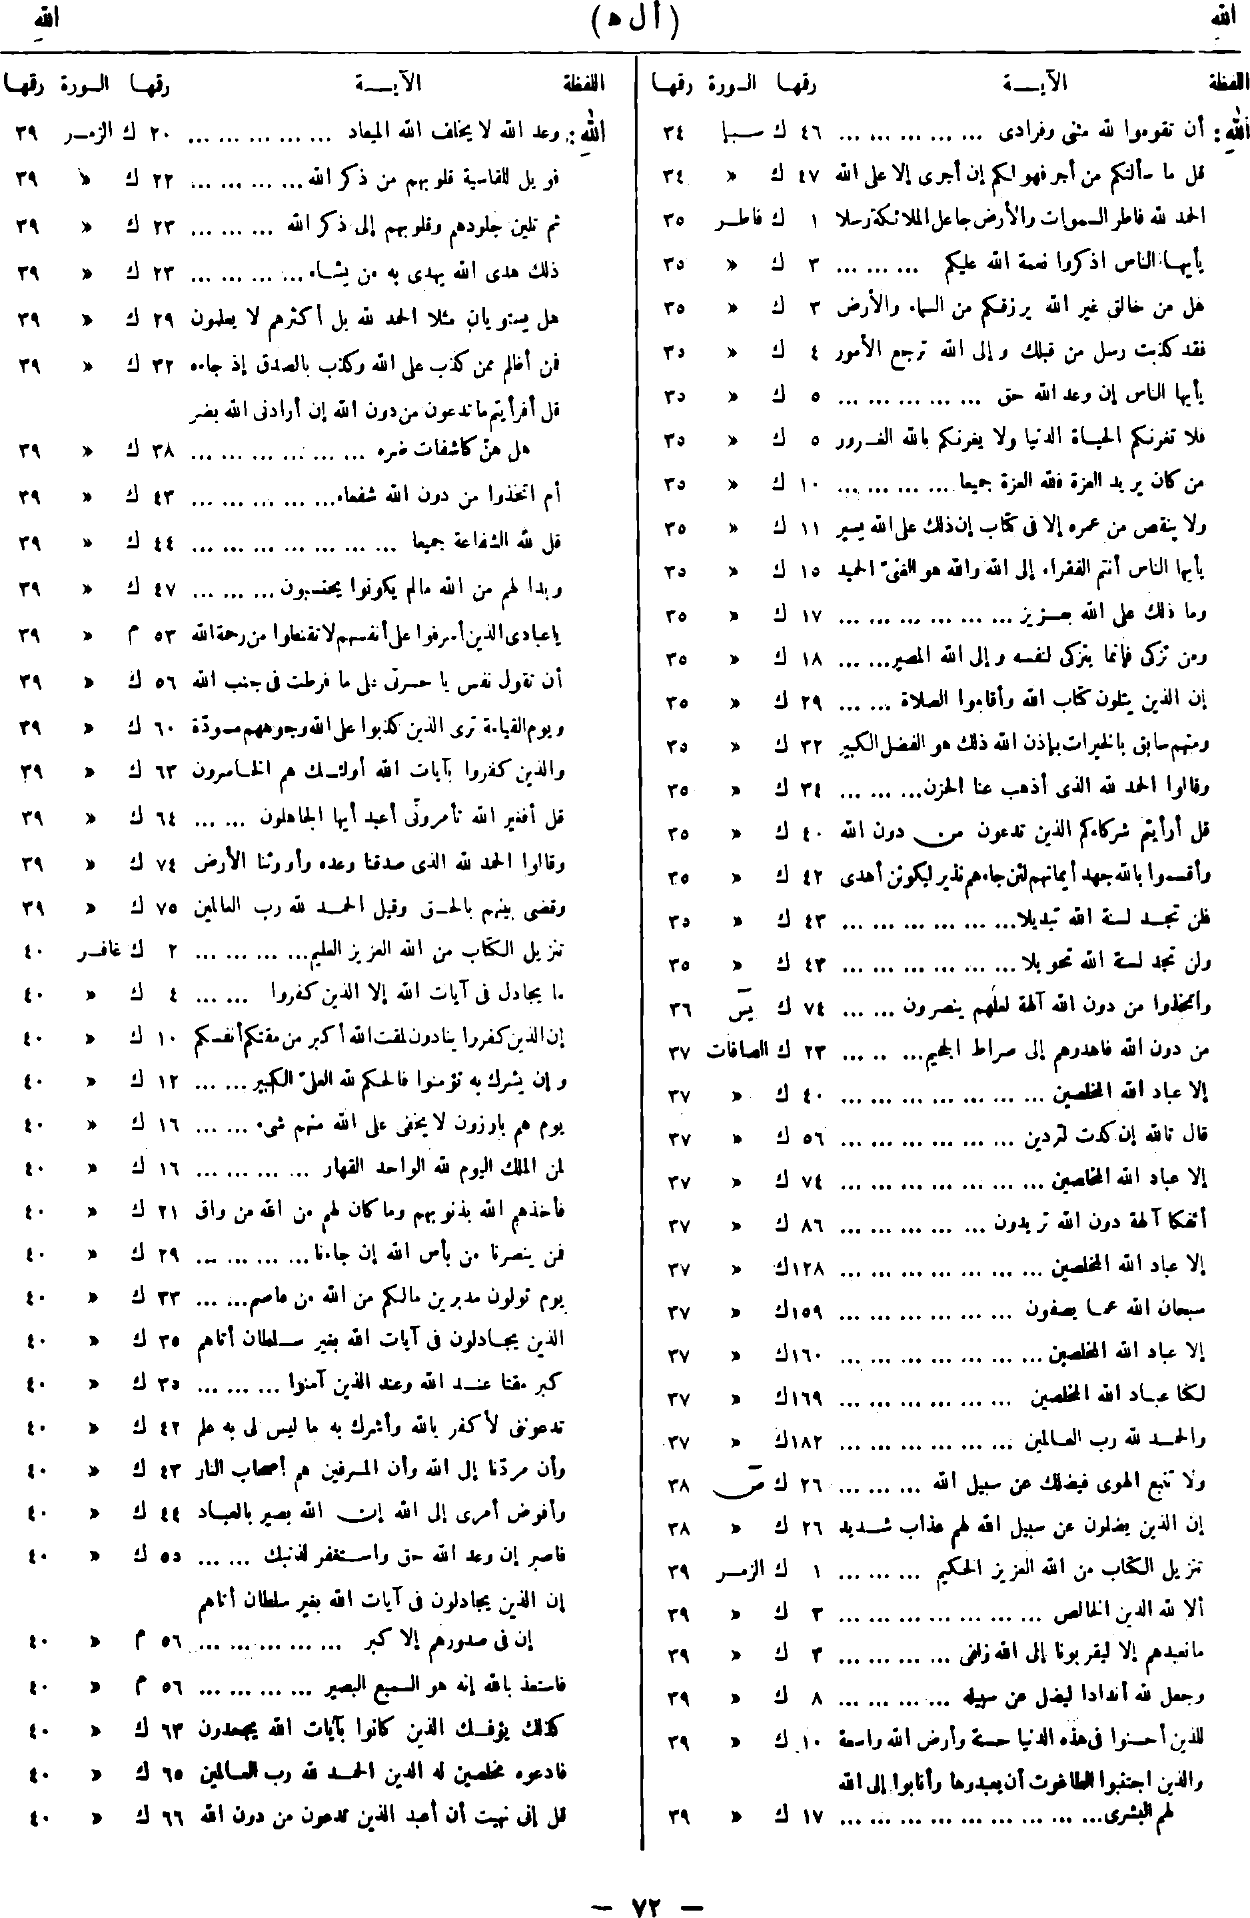 اللهِ (أ ل ه) اللهِ
اللفظة الآيــة رقمها السورة رقمها
اللهِ: أن تقوموا لله مثنى وفرادى ... ... ... ... ... ٤٦ ك سبإ ٣٤
قل ما سألتكم من أجر فهو لكم إن أجرى إلا على الله ٤٧ ك » ٣٤
الحمد لله فاطر السموات والأرض جاعل الملائكة رسلا ١ ك فاطر ٣٥
يأيها الناس اذكروا نعمة الله عليكم ... ... ... ٣ ك » ٣٥
هل من خالق غير الله يرزقكم من السماء والأرض ٣ ك » ٣٥
فقد كذبت رسل من قبلك وإلى الله ترجع الأمور ٤ ك » ٣٥
يأيها الناس إن وعد الله حق ... ... ... ... ... ٥ ك » ٣٥
فلا تغرنكم الحياة الدنيا ولا يغرنكم بالله الغرور ٥ ك » ٣٥
من كان يريد العزة فلله العزة جميعا ... ... ... ... ١٠ ك » ٣٥
ولا ينقص من عمره إلا فى كتاب إن ذلك على الله يسير ١١ ك » ٣٥
يأيها الناس أنتم الفقراء إلى الله والله هو الغنىّ الحميد ١٥ ك » ٣٥
وما ذلك على الله بعزيز ... ... ... ... ... ... ١٧ ك » ٣٥
ومن تزكى فإنما يتزكى لنفسه وإلى الله المصير ... ... ١٨ ك » ٣٥
إن الذين يتلون كتاب الله وأقاموا الصلاة ... ... ٢٩ ك » ٣٥
ومنهم سابق بالخيرات بإذن الله ذلك هو الفضل الكبير ٣٢ ك » ٣٥
وقالوا الحمد لله الذى أذهب عنا الحزن ... ... ... ٣٤ ك » ٣٥
قل أرأيتم شركاءكم الذين تدعون من دون الله ٤٠ ك » ٣٥
وأقسموا بالله جهد أيمانهم لئن جاءهم نذير ليكونن أهدى ٤٢ ك » ٣٥
فلن تجد لسنة الله تبديلا ... ... ... ... ... ... ٤٣ ك » ٣٥
ولن تجد لسنة الله تحويلا ... ... ... ... ... ... ٤٣ ك » ٣٥
وأتخذوا من دون الله آلهة لعلهم ينصرون ... ... ٧٤ ك يسٓ ٣٦
من دون الله فاهدوهم إلى صراط الجحيم ... ... ... ٢٣ ك الصافات ٣٧
إلا عباد الله المخلصين ... ... ... ... ... ... ... ٤٠ ك » ٣٧
قال تالله إن كدت لتردين ... ... ... ... ... ... ٥٦ ك » ٣٧
إلا عباد الله المخلصين ... ... ... ... ... ... ... ٧٤ ك » ٣٧
أئفكا آلهة دون الله تريدون ... ... ... ... ... ٨٦ ك » ٣٧
إلا عباد الله المخلصين ... ... ... ... ... ... ... ١٢٨ ك » ٣٧
سبحان الله عما يصفون ... ... ... ... ... ... ١٥٩ ك » ٣٧
إلا عباد الله المخلصين ... ... ... ... ... ... ... ١٦٠ ك » ٣٧
لكنا عباد الله المخلصين ... ... ... ... ... ... ١٦٩ ك » ٣٧
والحمد لله رب العالمين ... ... ... ... ... ... ١٨٢ ك » ٣٧
ولا تتبع الهوى فيضلك عن سبيل الله ... ... ... ٢٦ ك صٓ ٣٨
إن الذين يضلون عن سبيل الله لهم عذاب شديد ٢٦ ك » ٣٨
تنزيل الكتاب من الله العزيز الحكيم ... ... ... ١ ك الزمر ٣٩
ألا لله الدين الخالص ... ... ... ... ... ... ... ٣ ك » ٣٩
ما نعبدهم إلا ليقربونا إلى الله زلفى ... ... ... ... ٣ ك » ٣٩
وجعل لله أندادا ليضل عن سبيله ... ... ... ... ٨ ك » ٣٩
للذين أحسنوا فى هذه الدنيا حسنة وأرض الله واسعة ١٠ ك » ٣٩
والذين اجتنبوا الطاغوت أن يعبدوها وأنابوا إلى الله
لهم البشرى ... ... ... ... ... ... ... ... ... ١٧ ك » ٣٩
اللفظة الآيــة رقمها السورة رقمها
اللهِ: وعد الله لا يخلف الله الميعاد ... ... ... ... ... ٢٠ ك الزمر ٣٩
فويل للقاسية قلوبهم من ذكر الله ... ... ... ... ٢٢ ك » ٣٩
ثم تلين جلودهم وقلوبهم إلى ذكر الله ... ... ... ٢٣ ك » ٣٩
ذلك هدى الله يهدى به من يشاء ... ... ... ... ٢٣ ك » ٣٩
هل يستويان مثلا الحمد لله بل أكثرهم لا يعلمون ٢٩ ك » ٣٩
فمن أظلم ممن كذب على الله وكذب بالصدق إذ جاءه ٣٢ ك » ٣٩
قل أفرأيتم ما تدعون من دون الله إن أرادنى الله بضر
هل هنّ كاشفات ضره ... ... ... ... ... ... ٣٨ ك » ٣٩
أم اتخذوا من دون الله شفعاء ... ... ... ... ... ٤٣ ك » ٣٩
قل لله الشفاعة جميعا ... ... ... ... ... ... ... ٤٤ ك » ٣٩
وبدا لهم من الله مالم يكونوا يحتسبون ... ... ... ٤٧ ك » ٣٩
يا عبادى الذين أسرفوا على أنفسهم لا تقنطوا من رحمة الله ٥٣ م » ٣٩
أن تقول نفس يا حسرتى على ما فرطت فى جنب الله ٥٦ ك » ٣٩
ويوم القيامة ترى الذين كذبوا على الله وجوههم مسودّة ٦٠ ك » ٣٩
والذين كفروا بآيات الله أولئك هم الخاسرون ٦٣ ك » ٣٩
قل أفغير الله تأمرونّى أعبد أيها الجاهلون ... ... ٦٤ ك » ٣٩
وقالوا الحمد لله الذى صدقنا وعده وأورثنا الأرض ٧٤ ك » ٣٩
وقضى بينهم بالحق وقيل الحمد لله رب العالمين ٧٥ ك » ٣٩
تنزيل الكتاب من الله العزيز العليم ... ... ... ... ٢ ك غافر ٤٠
ما يجادل فى آيات الله إلا الذين كفروا ... ... ٤ ك » ٤٠
إن الذين كفروا ينادون لمقت الله أكبر من مقتكم أنفسكم ١٠ ك » ٤٠
وإن يشرك به تؤمنوا فالحكم لله العلىّ الكبير ... ... ١٢ ك » ٤٠
يوم هم بارزون لا يخفى على الله منهم شىء ... ... ١٦ ك » ٤٠
لمن الملك اليوم لله الواحد القهار ... ... ... ... ١٦ ك » ٤٠
فأخذهم الله بذنوبهم وما كان لهم من الله من واق ٢١ ك » ٤٠
فمن ينصرنا من بأس الله إن جاءنا ... ... ... ... ٢٩ ك » ٤٠
يوم تولون مدبرين مالكم من الله من عاصم ... ... ٣٣ ك » ٤٠
الذين يجادلون فى آيات الله بغير سلطان أتاهم ٣٥ ك » ٤٠
كبر مقتا عند الله وعند الذين آمنوا ... ... ... ٣٥ ك » ٤٠
تدعوننى لأكفر بالله وأشرك به ما ليس لى به علم ٤٢ ك » ٤٠
وأن مردّنا إلى الله وأن المسرفين هم أصحاب النار ٤٣ ك » ٤٠
وأفوض أمرى إلى الله إن الله بصير بالعباد ٤٤ ك » ٤٠
فاصبر إن وعد الله حق واستغفر لذنبك ... ... ٥٥ ك » ٤٠
إن الذين يجادلون فى آيات الله بغير سلطان أتاهم
إن فى صدورهم إلا كبر ... ... ... ... ... ٥٦ م » ٤٠
فاستعذ بالله إنه هو السميع البصير ... ... ... ... ٥٦ م » ٤٠
كذلك يؤفك الذين كانوا بآيات الله يجحدون ٦٣ ك » ٤٠
فادعوه مخلصين له الدين الحمد لله رب العالمين ٦٥ ك » ٤٠
قل إنى نهيت أن أعبد الذين تدعون من دون الله ٦٦ ك » ٤٠
— ٧٢ —